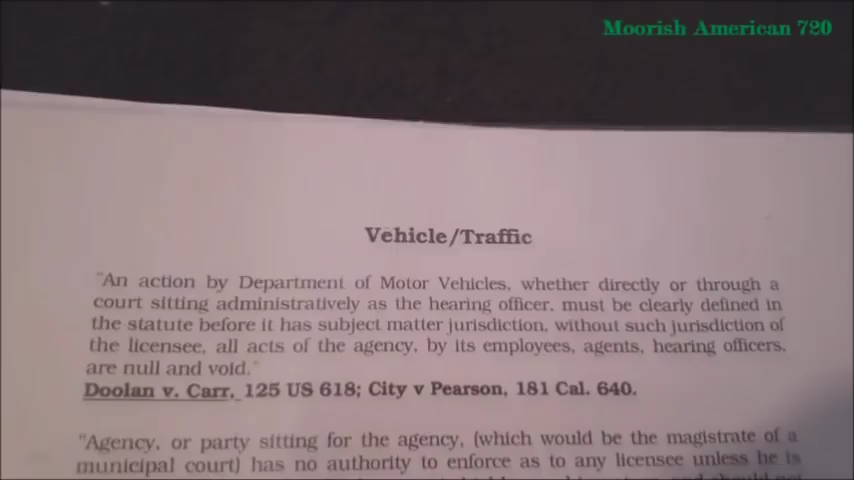 Moorish American 720
Vehicle/Traffic
"An action by Department of Motor Vehicles, whether directly or through a
court sitting administratively as the hearing officer, must be clearly defined in
the statute before it has subject matter jurisdiction, without such jurisdiction of
the licensee, all acts of the agency, by its employees, agents, hearing officers,
are null and void."
Doolan v. Carr, 125 US 618; City v Pearson, 181 Cal. 640.
"Agency, or party sitting for the agency, (which would be the magistrate of a
municipal court) has no authority to enforce as to any licensee unless he is